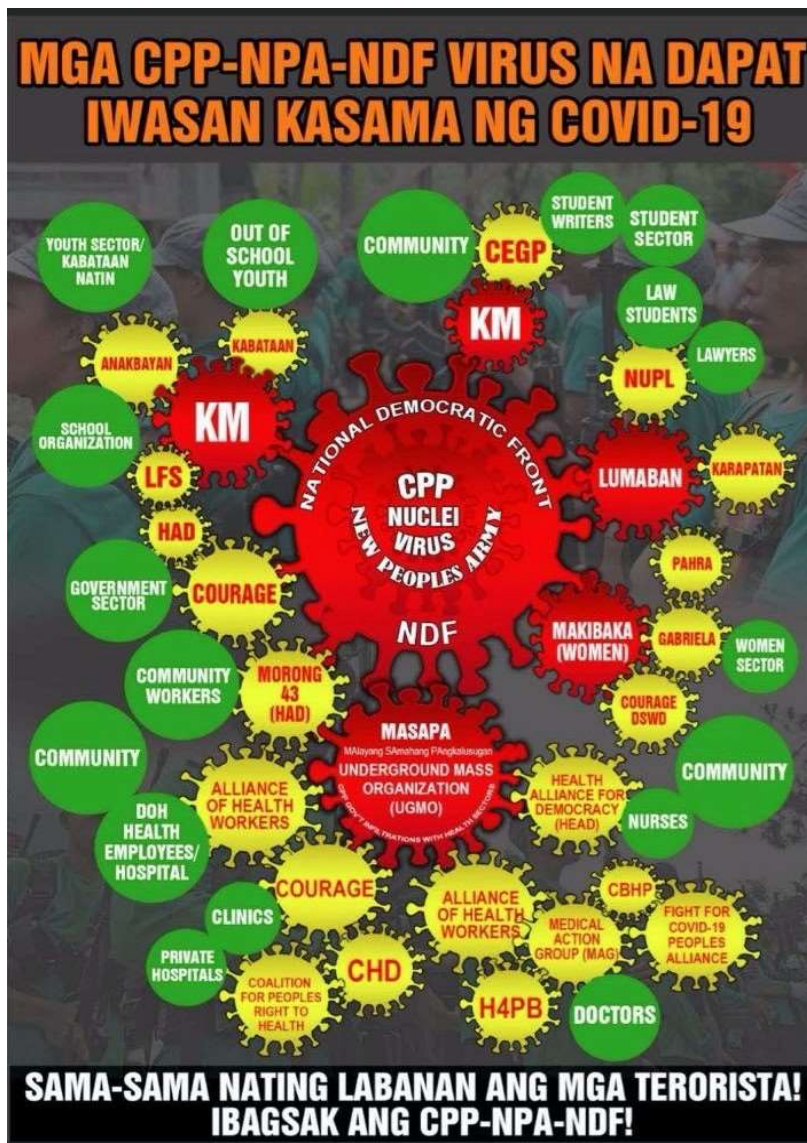 MGA CPP-NPA-NDF VIRUS NA DAPAT
IWASAN KASAMA NG COVID-19
YOUTH SECTOR/
KABATAAN
NATIN
OUT OF
SCHOOL
YOUTH
COMMUNITY
CEGP
STUDENT
WRITERS
STUDENT
SECTOR
KM
LAW
STUDENTS
LAWYERS
NUPL
ANAKBAYAN
KABATAAN
KM
SCHOOL
ORGANIZATION
LFS
HAD
NATIONAL DEMOCRATIC FRONT
CPP
NUCLEI
VIRUS
NEW PEOPLES ARMY
NDF
LUMABAN
KARAPATAN
PAHRA
GOVERNMENT
SECTOR
COURAGE
MAKIBAKA
(WOMEN)
GABRIELA
WOMEN
SECTOR
COMMUNITY
WORKERS
MORONG
43
(HAD)
COURAGE
DSWD
MASAPA
MAlayang SAmahang PAngkalusugan
UNDERGROUND MASS
ORGANIZATION
(UGMO)
CPP GOV'T INFILTRATIONS WITH HEALTH SECTORS
COMMUNITY
ALLIANCE
OF HEALTH
WORKERS
HEALTH
ALLIANCE FOR
DEMOCRACY
(HEAD)
COMMUNITY
NURSES
DOH
HEALTH
EMPLOYEES/
HOSPITAL
COURAGE
CLINICS
PRIVATE
HOSPITALS
COALITION
FOR PEOPLES
RIGHT TO
HEALTH
CHD
ALLIANCE
OF HEALTH
WORKERS
CBHP
MEDICAL
ACTION
GROUP (MAG)
FIGHT FOR
COVID-19
PEOPLES
ALLIANCE
H4PB
DOCTORS
SAMA-SAMA NATING LABANAN ANG MGA TERORISTA!
IBAGSAK ANG CPP-NPA-NDF!